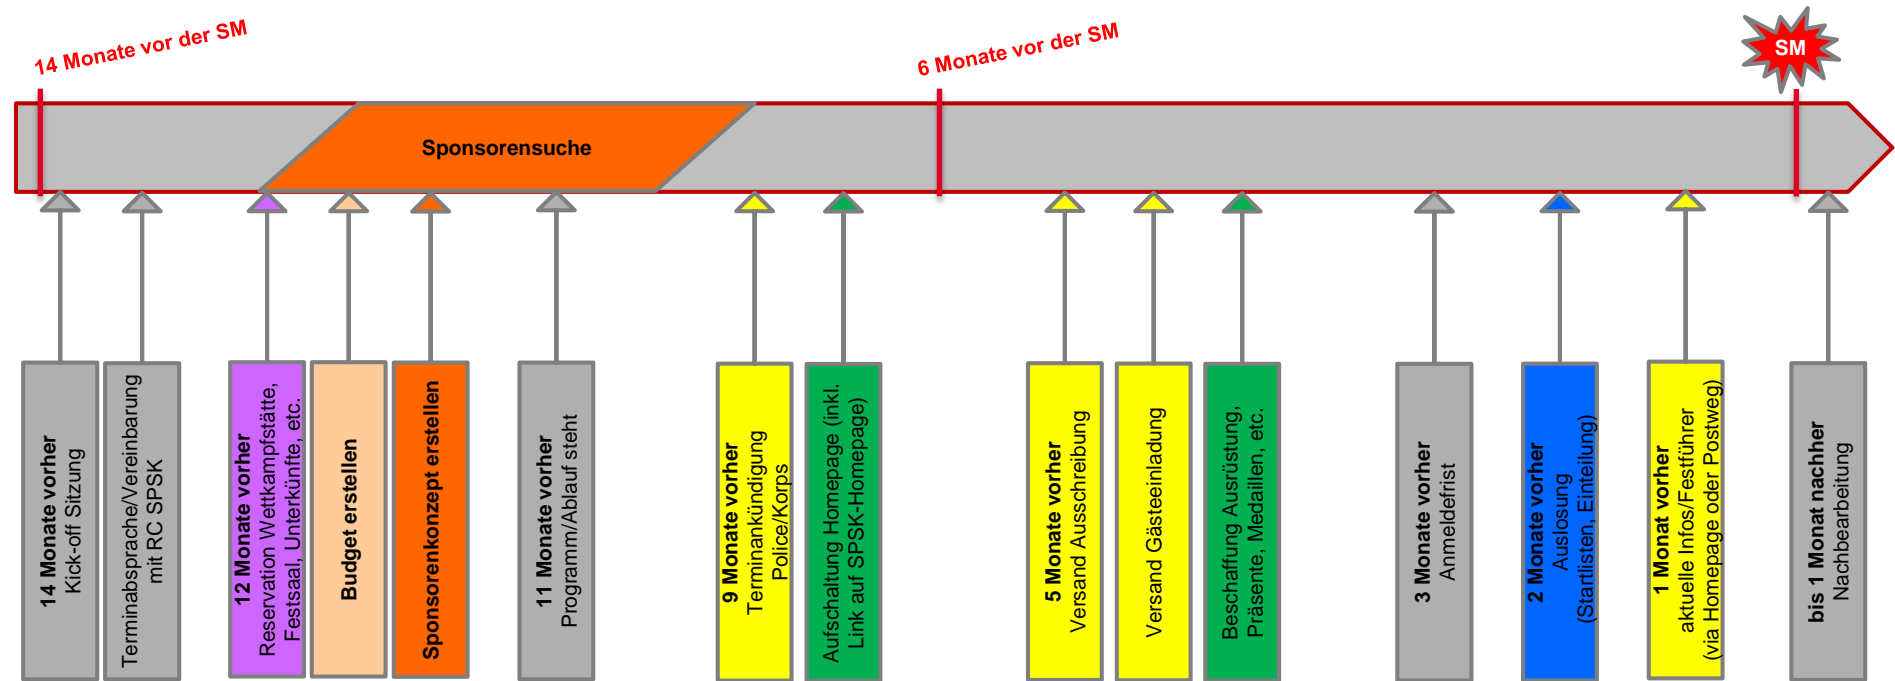 14 Monate vor der SM
6 Monate vor der SM
SM
Sponsorensuche
14 Monate vorher
Kick-off Sitzung
Terminabsprache/Vereinbarung
mit RC SPSK
12 Monate vorher
Reservation Wettkampfstätte,
Festsaal, Unterkünfte, etc.
Budget erstellen
Sponsorenkonzept erstellen
11 Monate vorher
Programm/Ablauf steht
9 Monate vorher
Terminankündigung
Police/Korps
Aufschaltung Homepage (inkl.
Link auf SPSK-Homepage)
5 Monate vorher
Versand Ausschreibung
Versand Gästeeinladung
Beschaffung Ausrüstung,
Präsente, Medaillen, etc.
3 Monate vorher
Anmeldefrist
2 Monate vorher
Auslosung
(Startlisten, Einteilung)
1 Monat vorher
aktuelle Infos/Festführer
(via Homepage oder Postweg)
bis 1 Monat nachher
Nachbearbeitung